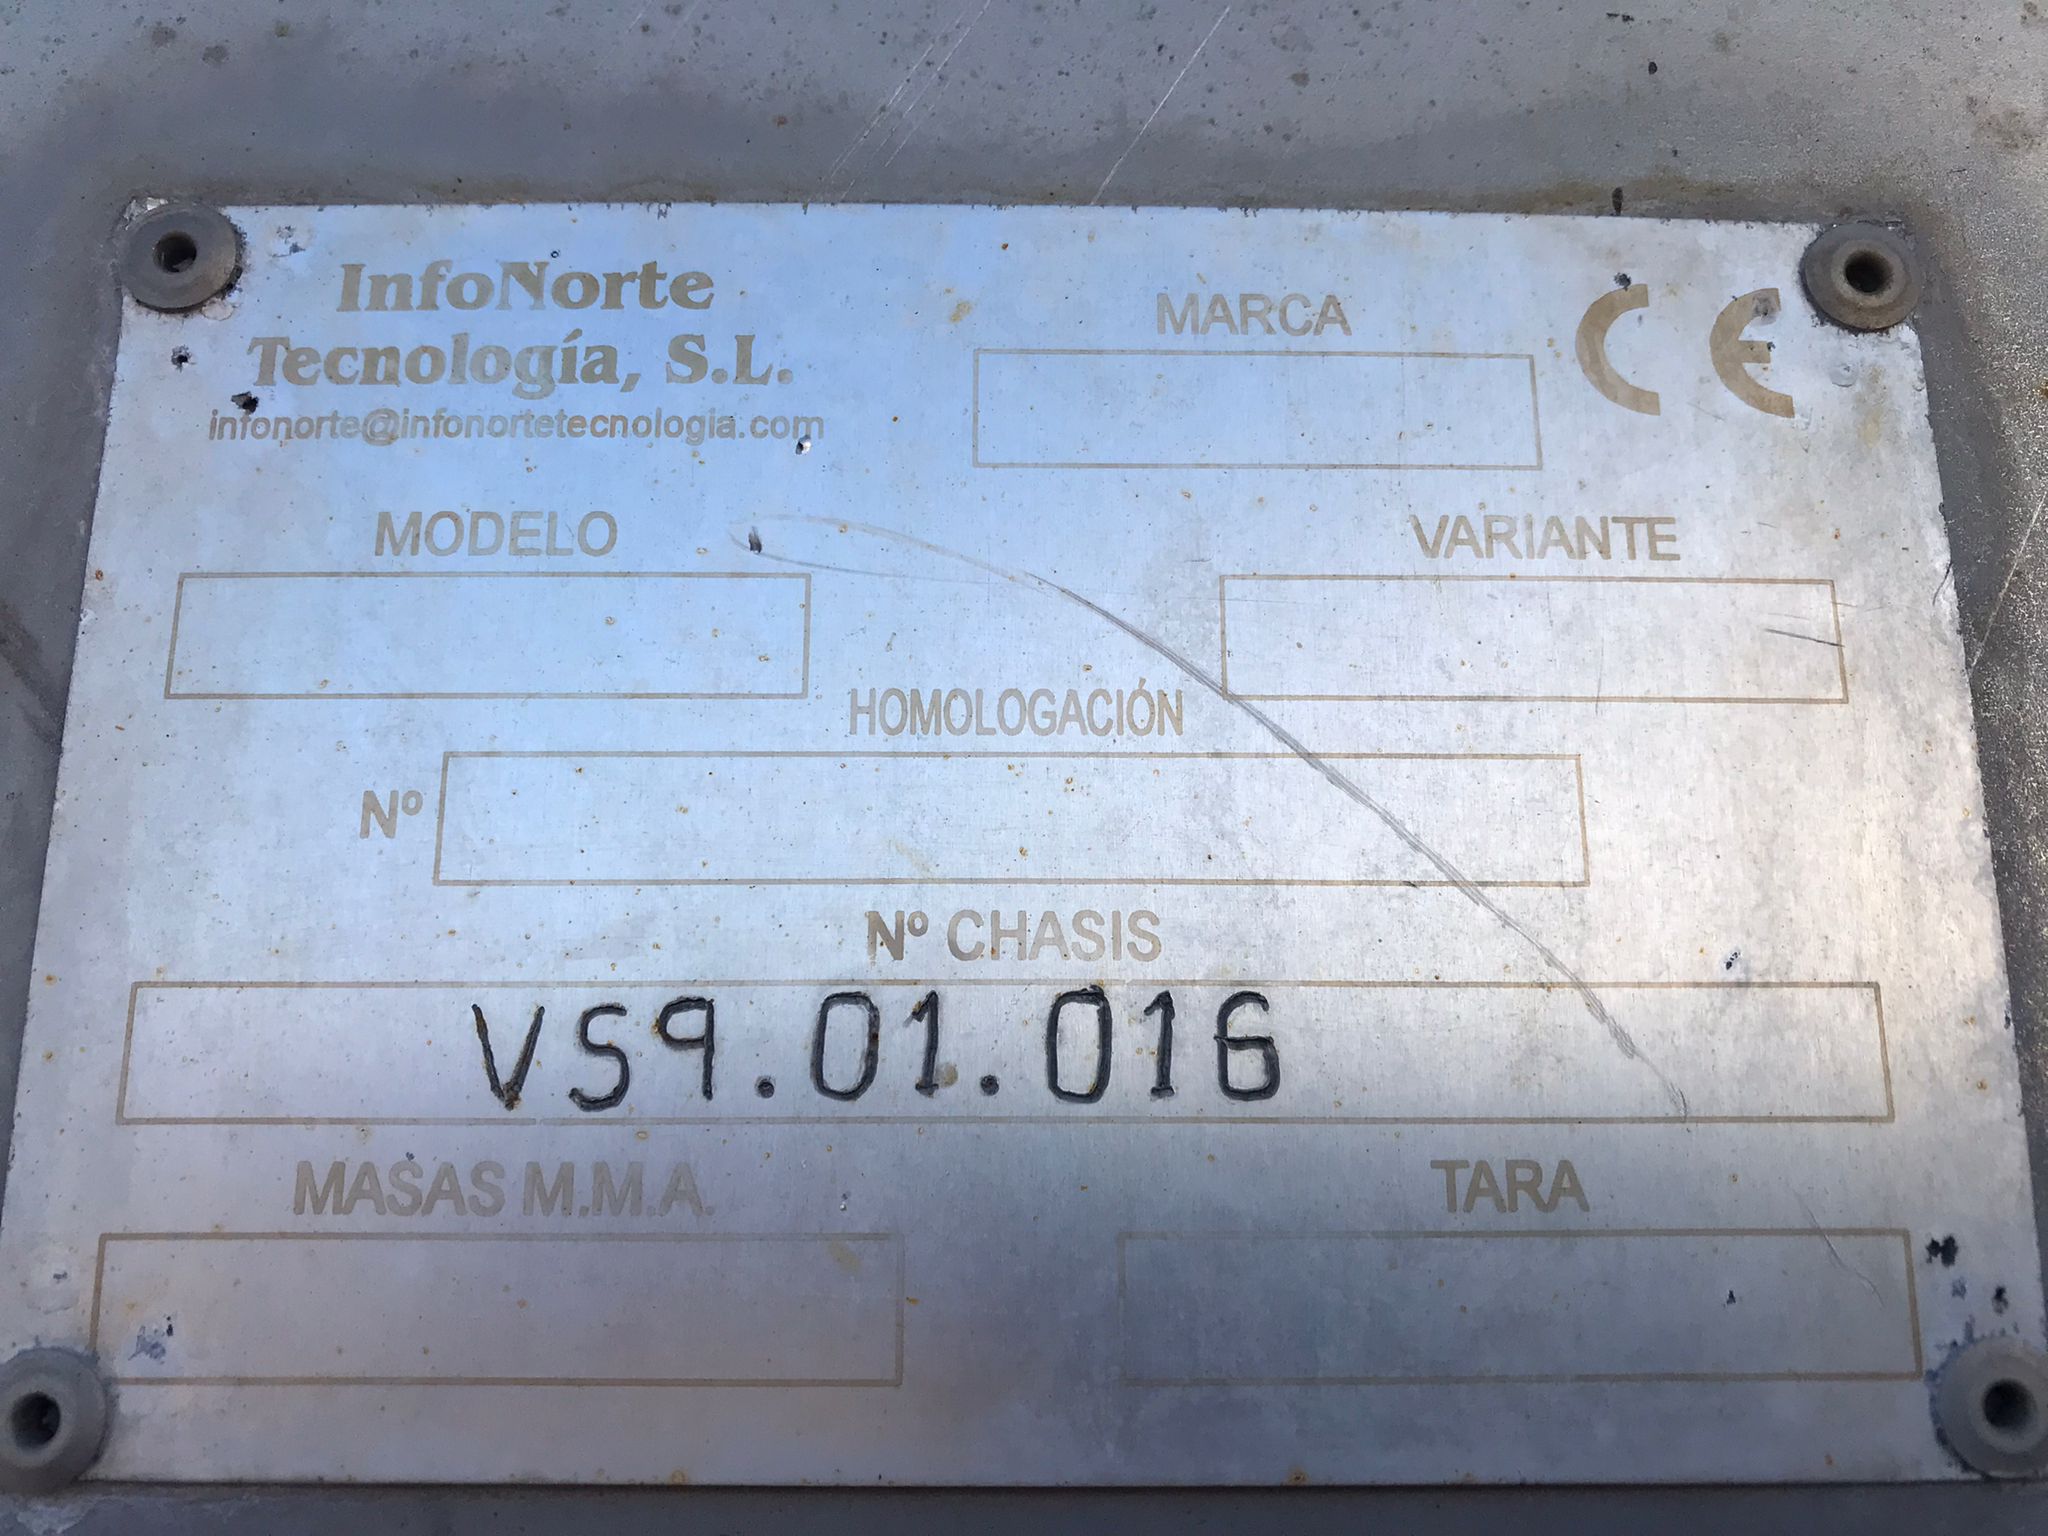 InfoNorte
Tecnología, S.L.
infonorte@infonortetecnologia.com
MARCA
CE
MODELO
VARIANTE
HOMOLOGACIÓN
Nº
Nº CHASIS
VS9.01.016
MASAS M.M.A.
TARA